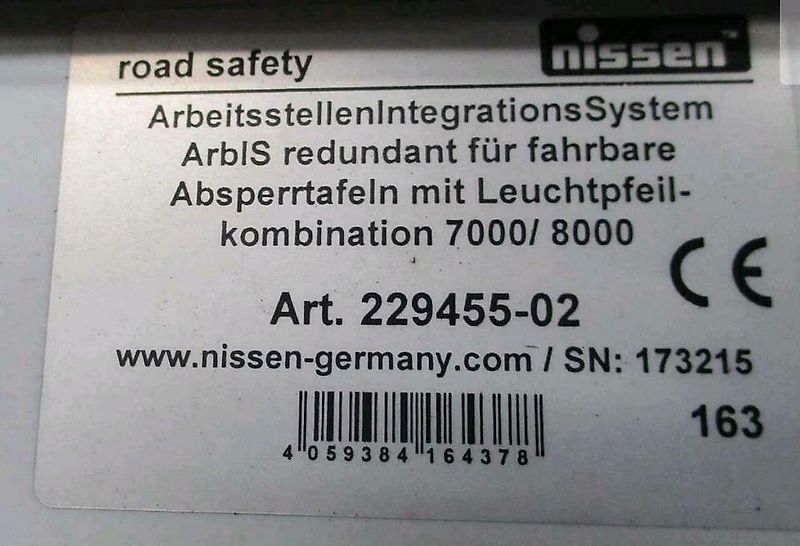 road safety nissen™
ArbeitsstellenIntegrationsSystem
ArbIS redundant für fahrbare
Absperrtafeln mit Leuchtpfeil-
kombination 7000/ 8000
CE
Art. 229455-02
www.nissen-germany.com / SN: 173215
163
4 059384 164378